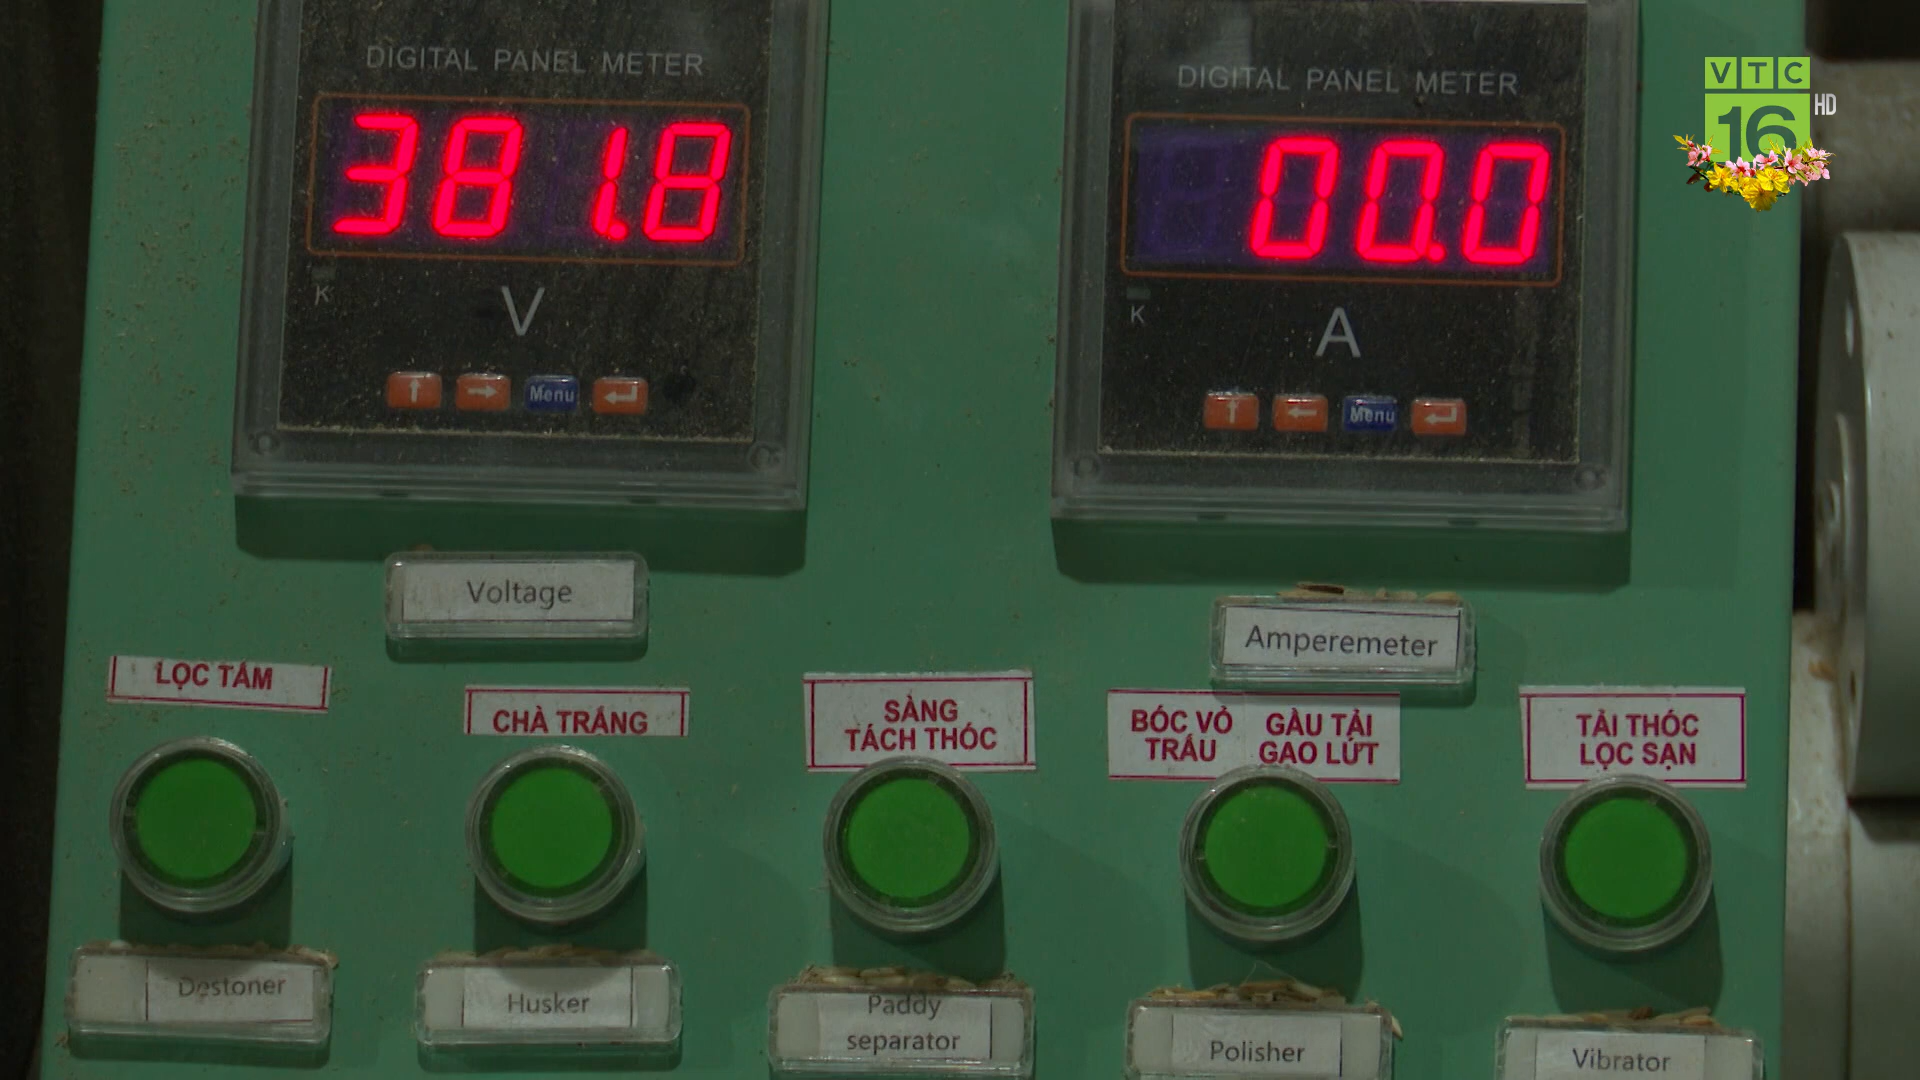 DIGITAL PANEL METER
381.8
K
V
Menu
DIGITAL PANEL METER
00.0
K
A
Menu
VTC
16 HD
Voltage
Amperemeter
LỌC TẤM
CHÀ TRẮNG
SÀNG
TÁCH THÓC
BÓC VỎ
TRẤU
GẦU TẢI
GẠO LỨT
TẢI THÓC
LỌC SẠN
Destoner
Husker
Paddy
separator
Polisher
Vibrator